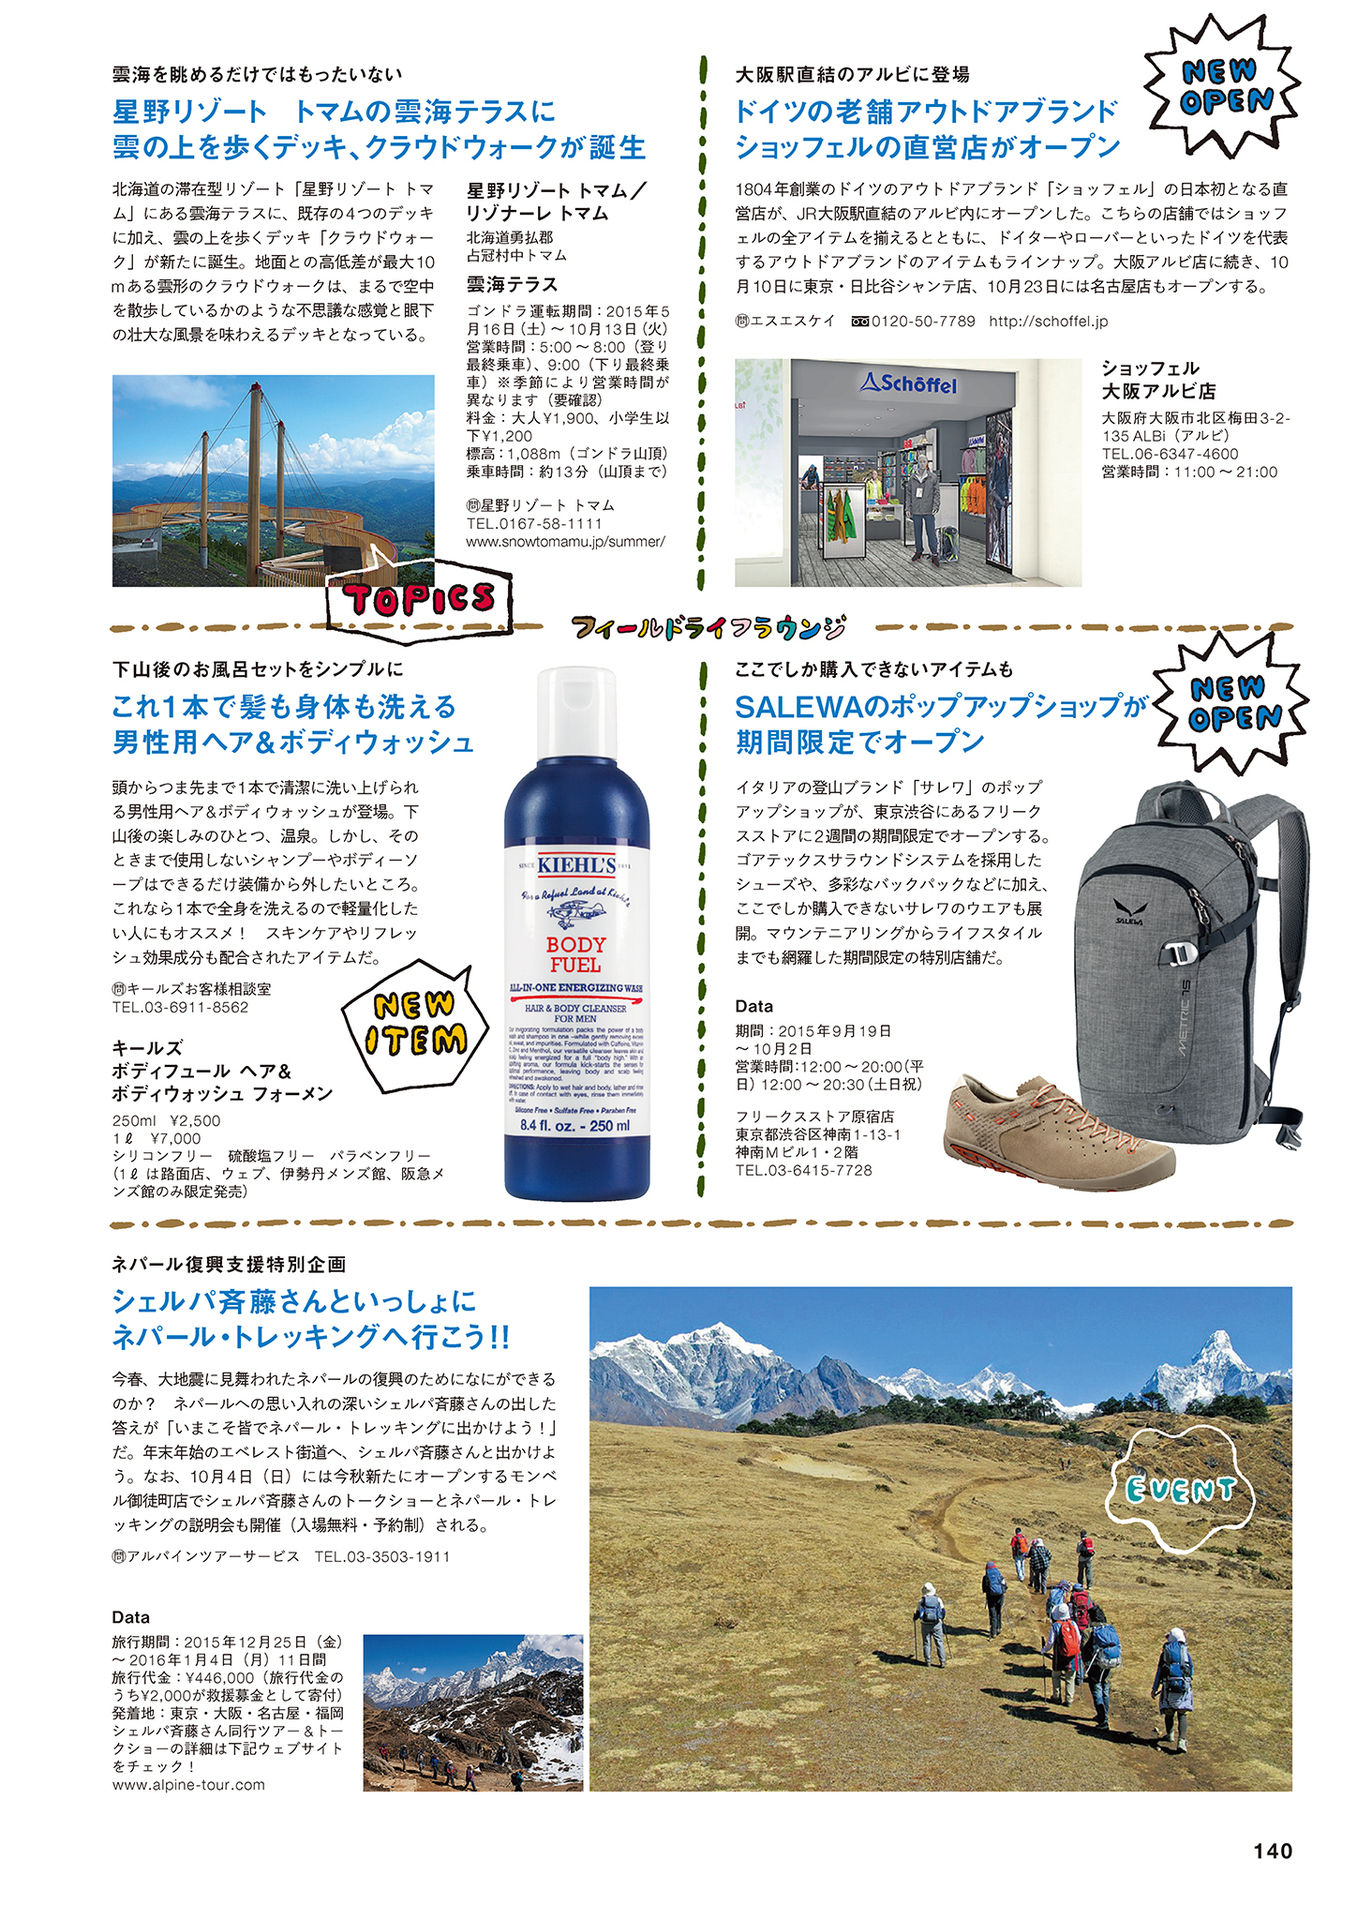 雲海を眺めるだけではもったいない
星野リゾート　トマムの雲海テラスに
雲の上を歩くデッキ、クラウドウォークが誕生
北海道の滞在型リゾート「星野リゾート トマ
ム」にある雲海テラスに、既存の4つのデッキ
に加え、雲の上を歩くデッキ「クラウドウォー
ク」が新たに誕生。地面との高低差が最大10
mある雲形のクラウドウォークは、まるで空中
を散歩しているかのような不思議な感覚と眼下
の壮大な風景を味わえるデッキとなっている。
星野リゾート トマム／
リゾナーレ トマム
北海道勇払郡
占冠村中トマム
雲海テラス
ゴンドラ運転期間：2015年5
月16日（土）〜10月13日（火）
営業時間：5:00〜8:00（登り
最終乗車）、9:00（下り最終乗
車）※季節により営業時間が
異なります（要確認）
料金：大人¥1,900、小学生以
下¥1,200
標高：1,088m（ゴンドラ山頂）
乗車時間：約13分（山頂まで）
㉄星野リゾート トマム
TEL.0167-58-1111
www.snowtomamu.jp/summer/
TOPICS
大阪駅直結のアルビに登場
ドイツの老舗アウトドアブランド
ショッフェルの直営店がオープン
NEW
OPEN
1804年創業のドイツのアウトドアブランド「ショッフェル」の日本初となる直
営店が、JR大阪駅直結のアルビ内にオープンした。こちらの店舗ではショッフ
ェルの全アイテムを揃えるとともに、ドイターやローバーといったドイツを代表
するアウトドアブランドのアイテムもラインナップ。大阪アルビ店に続き、10
月10日に東京・日比谷シャンテ店、10月23日には名古屋店もオープンする。
㉄エスエスケイ　0120-50-7789　http://schoffel.jp
Schöffel
ショッフェル
大阪アルビ店
大阪府大阪市北区梅田3-2-
135 ALBi（アルビ）
TEL.06-6347-4600
営業時間：11:00〜21:00
フィールドライフラウンジ
下山後のお風呂セットをシンプルに
これ1本で髪も身体も洗える
男性用ヘア&ボディウォッシュ
頭からつま先まで1本で清潔に洗い上げられ
る男性用ヘア&ボディウォッシュが登場。下
山後の楽しみのひとつ、温泉。しかし、その
ときまで使用しないシャンプーやボディーソ
ープはできるだけ装備から外したいところ。
これなら1本で全身を洗えるので軽量化した
い人にもオススメ！　スキンケアやリフレッ
シュ効果成分も配合されたアイテムだ。
㉄キールズお客様相談室
TEL.03-6911-8562
NEW
ITEM
キールズ
ボディフュール ヘア&
ボディウォッシュ フォーメン
250ml　¥2,500
1ℓ　¥7,000
シリコンフリー　硫酸塩フリー　パラベンフリー
（1ℓ は路面店、ウェブ、伊勢丹メンズ館、阪急メ
ンズ館のみ限定発売）
SINCE KIEHL'S 1851
For a Refuel Land at Kiehl's
BODY
FUEL
ALL-IN-ONE ENERGIZING WASH
HAIR & BODY CLEANSER
FOR MEN
Silicone Free • Sulfate Free • Paraben Free
8.4 fl. oz. - 250 ml
ここでしか購入できないアイテムも
SALEWAのポップアップショップが
期間限定でオープン
NEW
OPEN
イタリアの登山ブランド「サレワ」のポップ
アップショップが、東京渋谷にあるフリーク
スストアに2週間の期間限定でオープンする。
ゴアテックスサラウンドシステムを採用した
シューズや、多彩なバックパックなどに加え、
ここでしか購入できないサレワのウエアも展
開。マウンテニアリングからライフスタイル
までも網羅した期間限定の特別店舗だ。
Data
期間：2015年9月19日
〜10月2日
営業時間:12:00〜20:00（平
日）12:00〜20:30（土日祝）
フリークスストア原宿店
東京都渋谷区神南1-13-1
神南Mビル1・2階
TEL.03-6415-7728
SALEWA
METRIC 15
ネパール復興支援特別企画
シェルパ斉藤さんといっしょに
ネパール・トレッキングへ行こう!!
今春、大地震に見舞われたネパールの復興のためになにができる
のか？　ネパールへの思い入れの深いシェルパ斉藤さんの出した
答えが「いまこそ皆でネパール・トレッキングに出かけよう！」
だ。年末年始のエベレスト街道へ、シェルパ斉藤さんと出かけよ
う。なお、10月4日（日）には今秋新たにオープンするモンベ
ル御徒町店でシェルパ斉藤さんのトークショーとネパール・トレ
ッキングの説明会も開催（入場無料・予約制）される。
㉄アルパインツアーサービス　TEL.03-3503-1911
Data
旅行期間：2015年12月25日（金）
〜2016年1月4日（月）11日間
旅行代金：¥446,000（旅行代金の
うち¥2,000が救援募金として寄付）
発着地：東京・大阪・名古屋・福岡
シェルパ斉藤さん同行ツアー＆トー
クショーの詳細は下記ウェブサイト
をチェック！
www.alpine-tour.com
EVENT
140